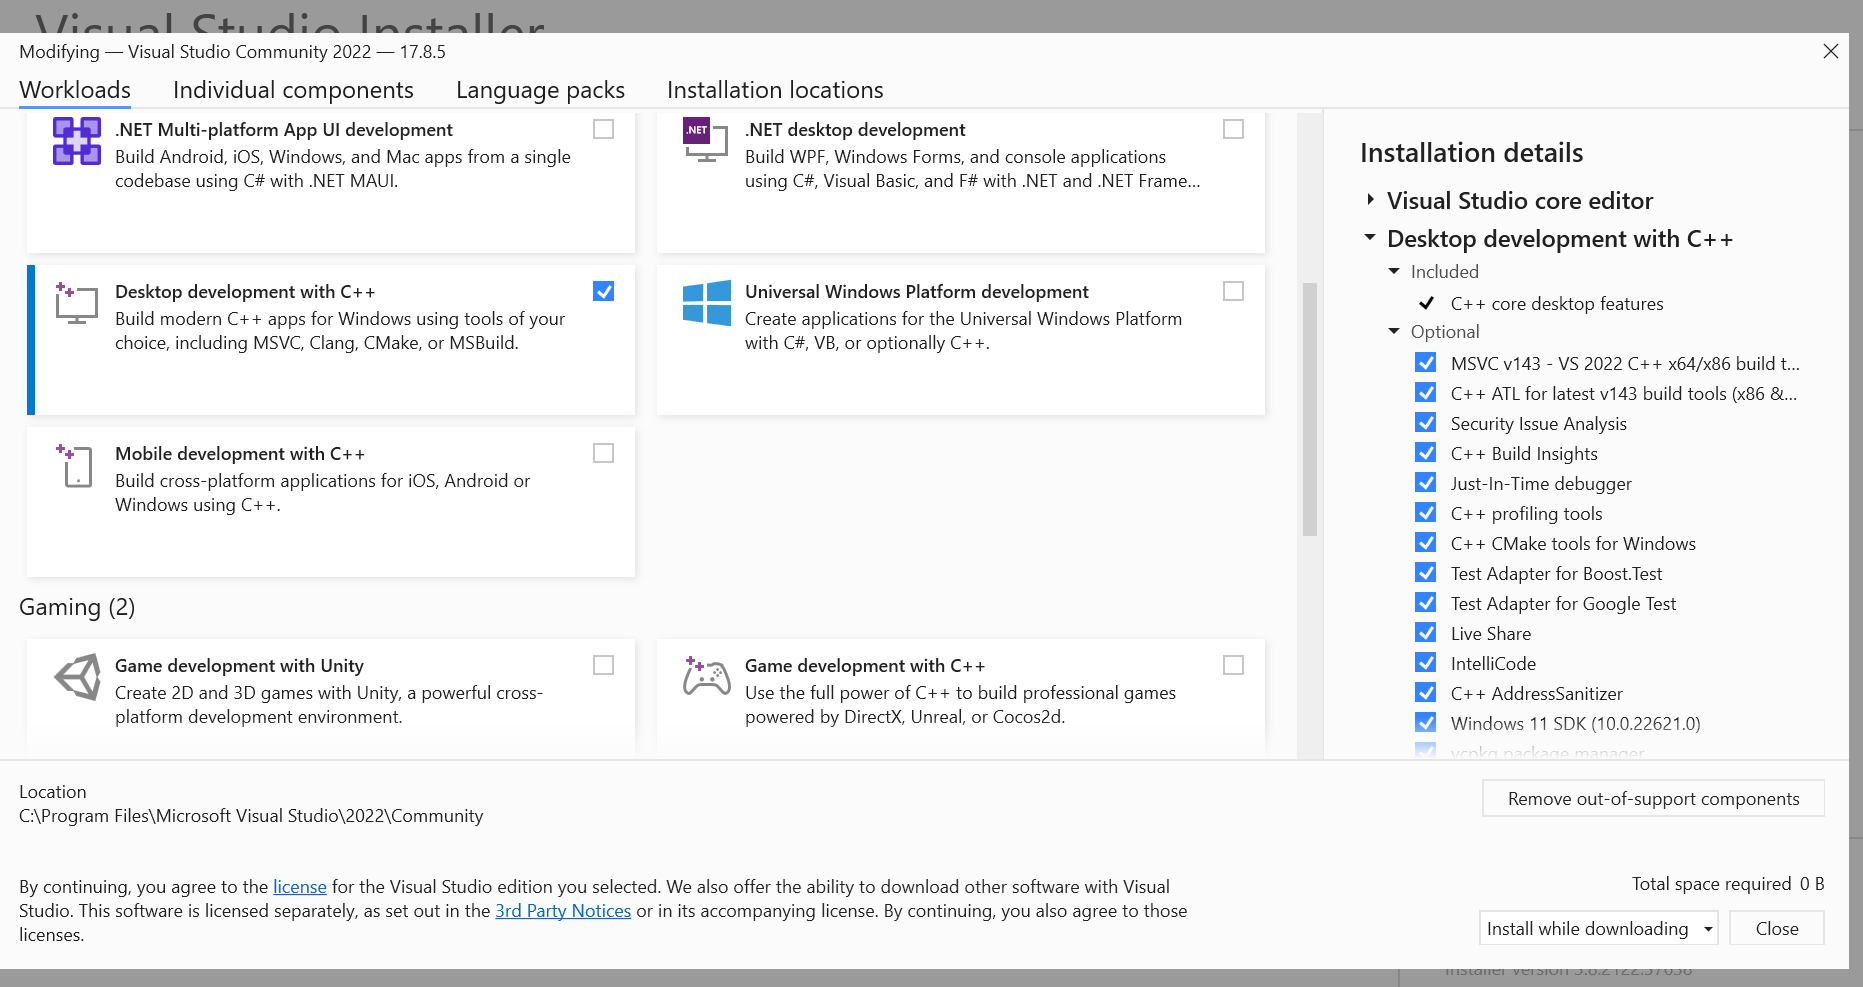 Visual Studio Installer
Modifying — Visual Studio Community 2022 — 17.8.5
Workloads
Individual components
Language packs
Installation locations
.NET Multi-platform App UI development
Build Android, iOS, Windows, and Mac apps from a single
codebase using C# with .NET MAUI.
.NET
.NET desktop development
Build WPF, Windows Forms, and console applications
using C#, Visual Basic, and F# with .NET and .NET Frame...
Desktop development with C++
Build modern C++ apps for Windows using tools of your
choice, including MSVC, Clang, CMake, or MSBuild.
Universal Windows Platform development
Create applications for the Universal Windows Platform
with C#, VB, or optionally C++.
Mobile development with C++
Build cross-platform applications for iOS, Android or
Windows using C++.
Gaming (2)
Game development with Unity
Create 2D and 3D games with Unity, a powerful cross-
platform development environment.
Game development with C++
Use the full power of C++ to build professional games
powered by DirectX, Unreal, or Cocos2d.
Installation details
Visual Studio core editor
Desktop development with C++
Included
C++ core desktop features
Optional
MSVC v143 - VS 2022 C++ x64/x86 build t...
C++ ATL for latest v143 build tools (x86 &...
Security Issue Analysis
C++ Build Insights
Just-In-Time debugger
C++ profiling tools
C++ CMake tools for Windows
Test Adapter for Boost.Test
Test Adapter for Google Test
Live Share
IntelliCode
C++ AddressSanitizer
Windows 11 SDK (10.0.22621.0)
vcpkg package manager
Location
C:\Program Files\Microsoft Visual Studio\2022\Community
Remove out-of-support components
By continuing, you agree to the license for the Visual Studio edition you selected. We also offer the ability to download other software with Visual
Studio. This software is licensed separately, as set out in the 3rd Party Notices or in its accompanying license. By continuing, you also agree to those
licenses.
Total space required 0 B
Install while downloading
Close
Installer version 3.8.2122.37638